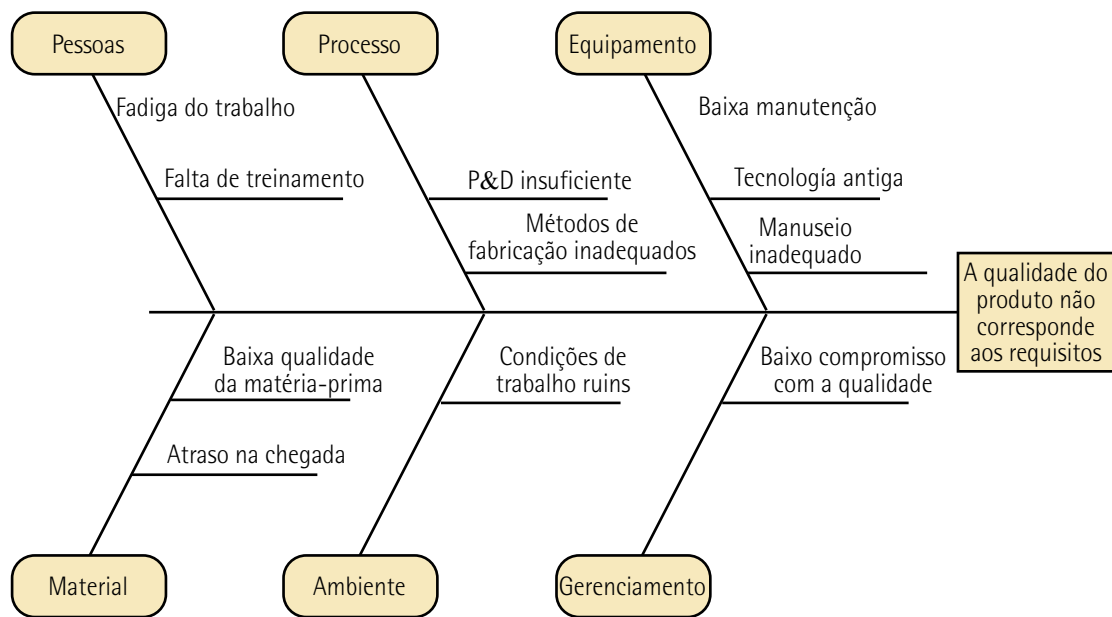 Pessoas
Processo
Equipamento
Fadiga do trabalho
Baixa manutenção
Falta de treinamento
P&D insuficiente
Tecnología antiga
Métodos de
fabricação inadequados
Manuseio
inadequado
A qualidade do
produto não
corresponde
aos requisitos
Baixa qualidade
da matéria-prima
Condições de
trabalho ruins
Baixo compromisso
com a qualidade
Atraso na chegada
Material
Ambiente
Gerenciamento